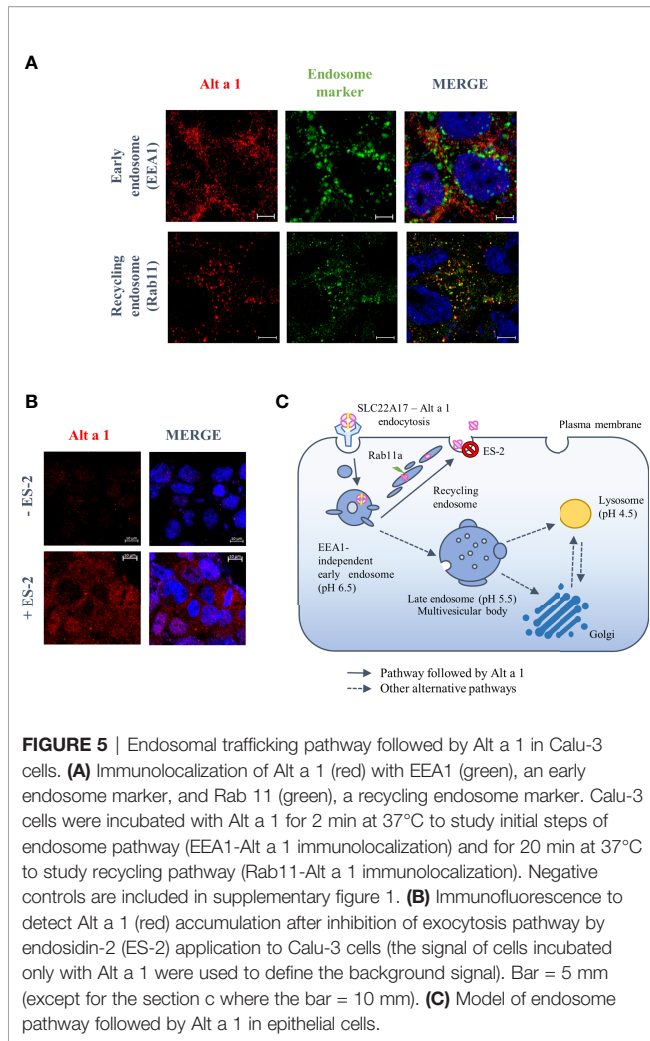 A
Alt a 1
Endosome
marker
MERGE
Early
endosome
(EEA1)
Recycling
endosome
(Rab11)
B
Alt a 1
MERGE
- ES-2
10 µm
10 µm
+ ES-2
10 µm
10 µm
C
SLC22A17 – Alt a 1
endocytosis
Plasma membrane
Rab11a
ES-2
Recycling
endosome
Lysosome
(pH 4.5)
EEA1-
independent
early endosome
(pH 6.5)
Late endosome (pH 5.5)
Multivesicular body
Golgi
Pathway followed by Alt a 1
Other alternative pathways
FIGURE 5 | Endosomal trafficking pathway followed by Alt a 1 in Calu-3
cells. (A) Immunolocalization of Alt a 1 (red) with EEA1 (green), an early
endosome marker, and Rab 11 (green), a recycling endosome marker. Calu-3
cells were incubated with Alt a 1 for 2 min at 37°C to study initial steps of
endosome pathway (EEA1-Alt a 1 immunolocalization) and for 20 min at 37°C
to study recycling pathway (Rab11-Alt a 1 immunolocalization). Negative
controls are included in supplementary figure 1. (B) Immunofluorescence to
detect Alt a 1 (red) accumulation after inhibition of exocytosis pathway by
endosidin-2 (ES-2) application to Calu-3 cells (the signal of cells incubated
only with Alt a 1 were used to define the background signal). Bar = 5 mm
(except for the section c where the bar = 10 mm). (C) Model of endosome
pathway followed by Alt a 1 in epithelial cells.